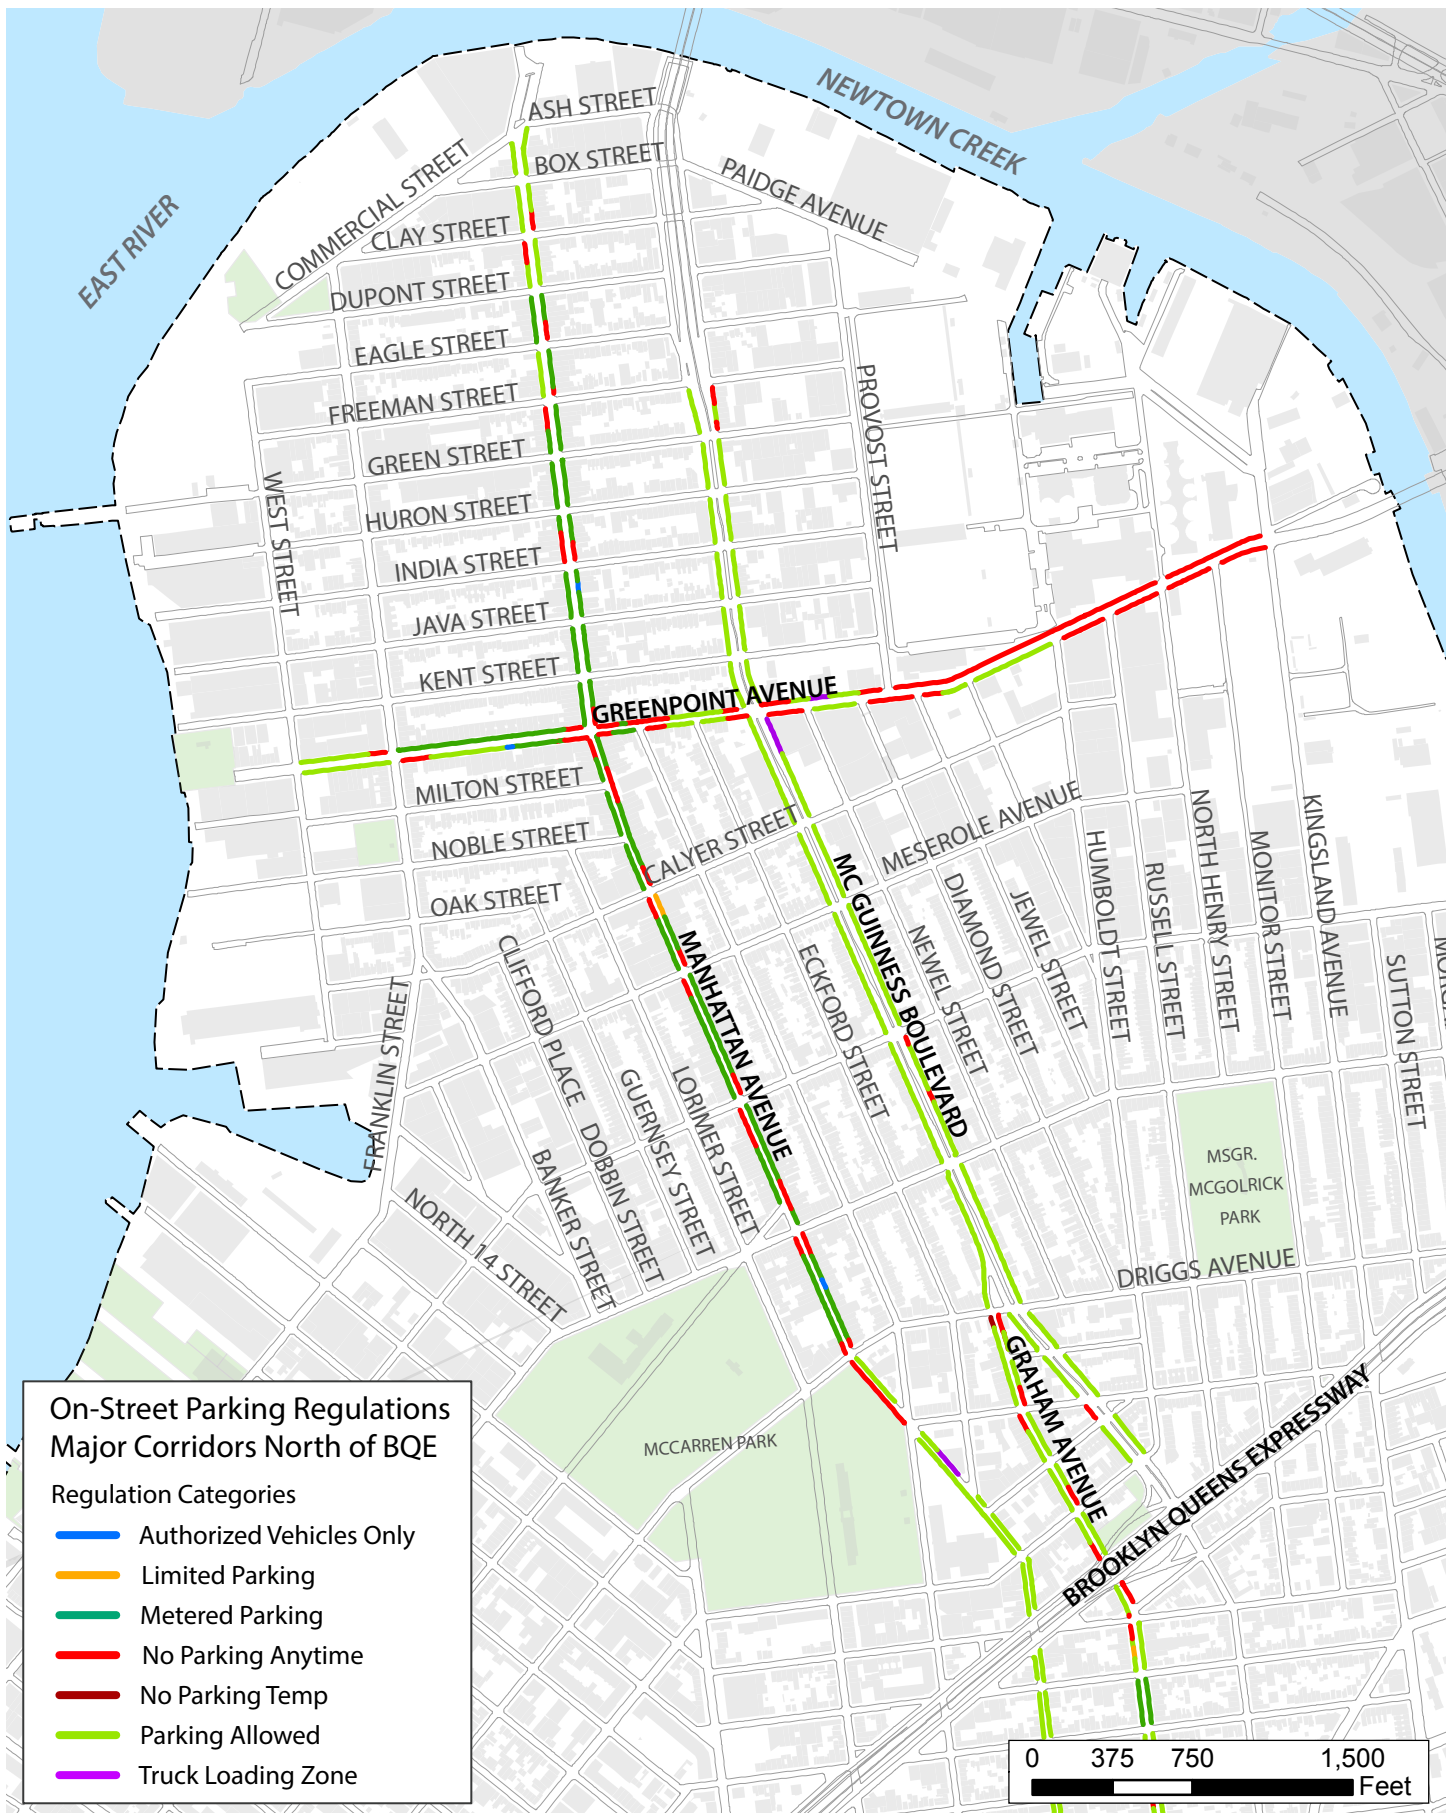 NEWTOWN CREEK
EAST RIVER
ASH STREET
BOX STREET
COMMERCIAL STREET
PAIDGE AVENUE
CLAY STREET
DUPONT STREET
EAGLE STREET
FREEMAN STREET
PROVOST STREET
GREEN STREET
WEST STREET
HURON STREET
INDIA STREET
JAVA STREET
KENT STREET
GREENPOINT AVENUE
MILTON STREET
NOBLE STREET
CALYER STREET
MESEROLE AVENUE
OAK STREET
MC GUINNESS BOULEVARD
MANHATTAN AVENUE
CLIFFORD PLACE
ECKFORD STREET
NEWEL STREET
DIAMOND STREET
JEWEL STREET
HUMBOLDT STREET
RUSSELL STREET
NORTH HENRY STREET
MONITOR STREET
KINGSLAND AVENUE
SUTTON STREET
FRANKLIN STREET
GUERNSEY STREET
LORIMER STREET
DOBBIN STREET
BANKER STREET
NORTH 14 STREET
MSGR.
MCGOLRICK
PARK
DRIGGS AVENUE
GRAHAM AVENUE
BROOKLYN QUEENS EXPRESSWAY
MCCARREN PARK
On-Street Parking Regulations
Major Corridors North of BQE
Regulation Categories
Authorized Vehicles Only
Limited Parking
Metered Parking
No Parking Anytime
No Parking Temp
Parking Allowed
Truck Loading Zone
0 375 750 1,500
Feet